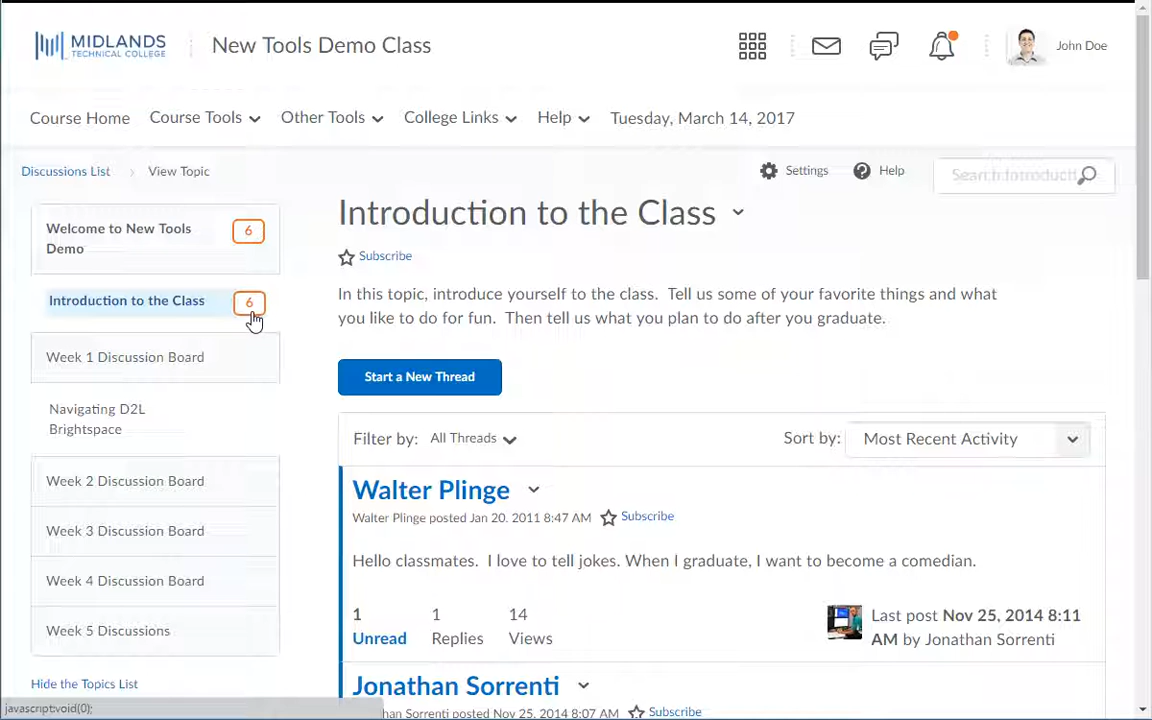 MIDLANDS
TECHNICAL COLLEGE
New Tools Demo Class
John Doe
Course Home
Course Tools
Other Tools
College Links
Help
Tuesday, March 14, 2017
Discussions List
View Topic
Settings
Help
Welcome to New Tools
Demo
6
Introduction to the Class
6
Week 1 Discussion Board
Navigating D2L
Brightspace
Week 2 Discussion Board
Week 3 Discussion Board
Week 4 Discussion Board
Week 5 Discussions
Hide the Topics List
javascript:void(0);
Introduction to the Class
Subscribe
In this topic, introduce yourself to the class. Tell us some of your favorite things and what
you like to do for fun. Then tell us what you plan to do after you graduate.
Start a New Thread
Filter by: All Threads
Sort by: Most Recent Activity
Walter Plinge
Walter Plinge posted Jan 20. 2011 8:47 AM Subscribe
Hello classmates. I love to tell jokes. When I graduate, I want to become a comedian.
1 1 14
Unread Replies Views
Last post Nov 25, 2014 8:11
AM by Jonathan Sorrenti
Jonathan Sorrenti
Sorrenti posted Nov 25, 2014 8:07 AM Subscribe